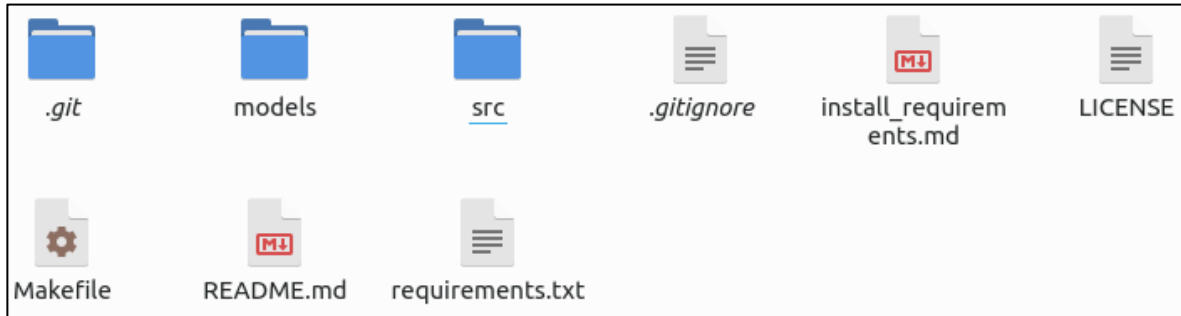 .git
models
src
.gitignore
install_requirem
ents.md
LICENSE
Makefile
README.md
requirements.txt